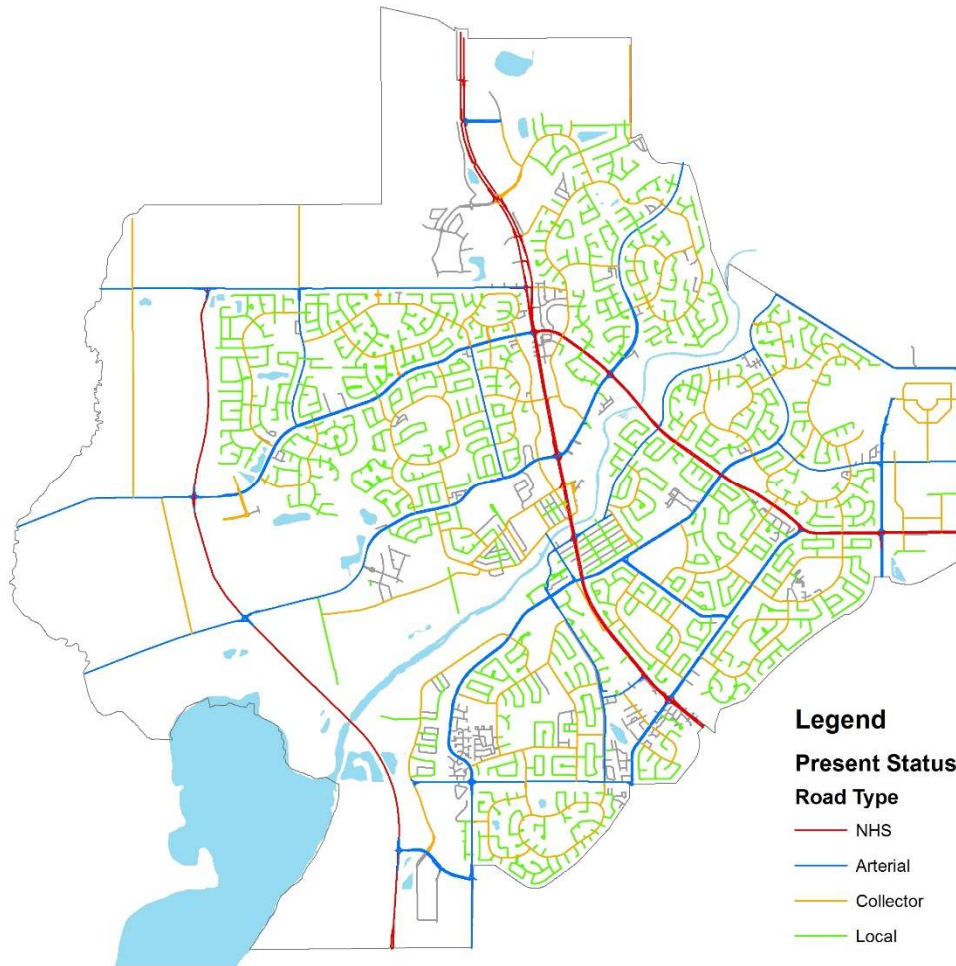 Legend
Present Status
Road Type
NHS
Arterial
Collector
Local